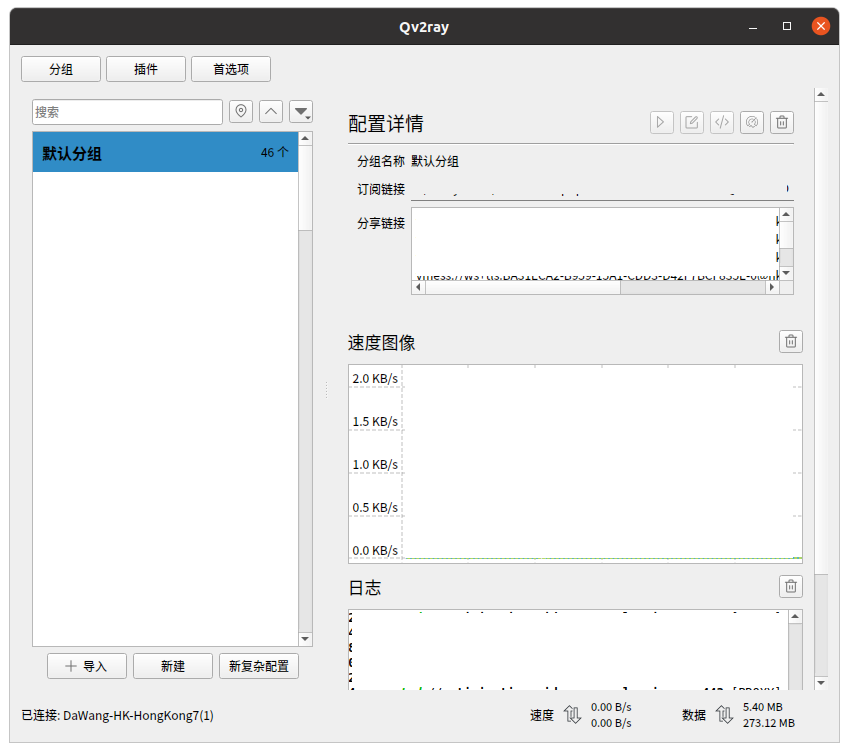 Qv2ray
分组 插件 首选项
搜索
默认分组 46 个
配置详情
分组名称 默认分组
订阅链接
分享链接
速度图像
2.0 KB/s
1.5 KB/s
1.0 KB/s
0.5 KB/s
0.0 KB/s
日志
导入 新建 新复杂配置
已连接: DaWang-HK-HongKong7(1)
速度 0.00 B/s 0.00 B/s
数据 5.40 MB 273.12 MB